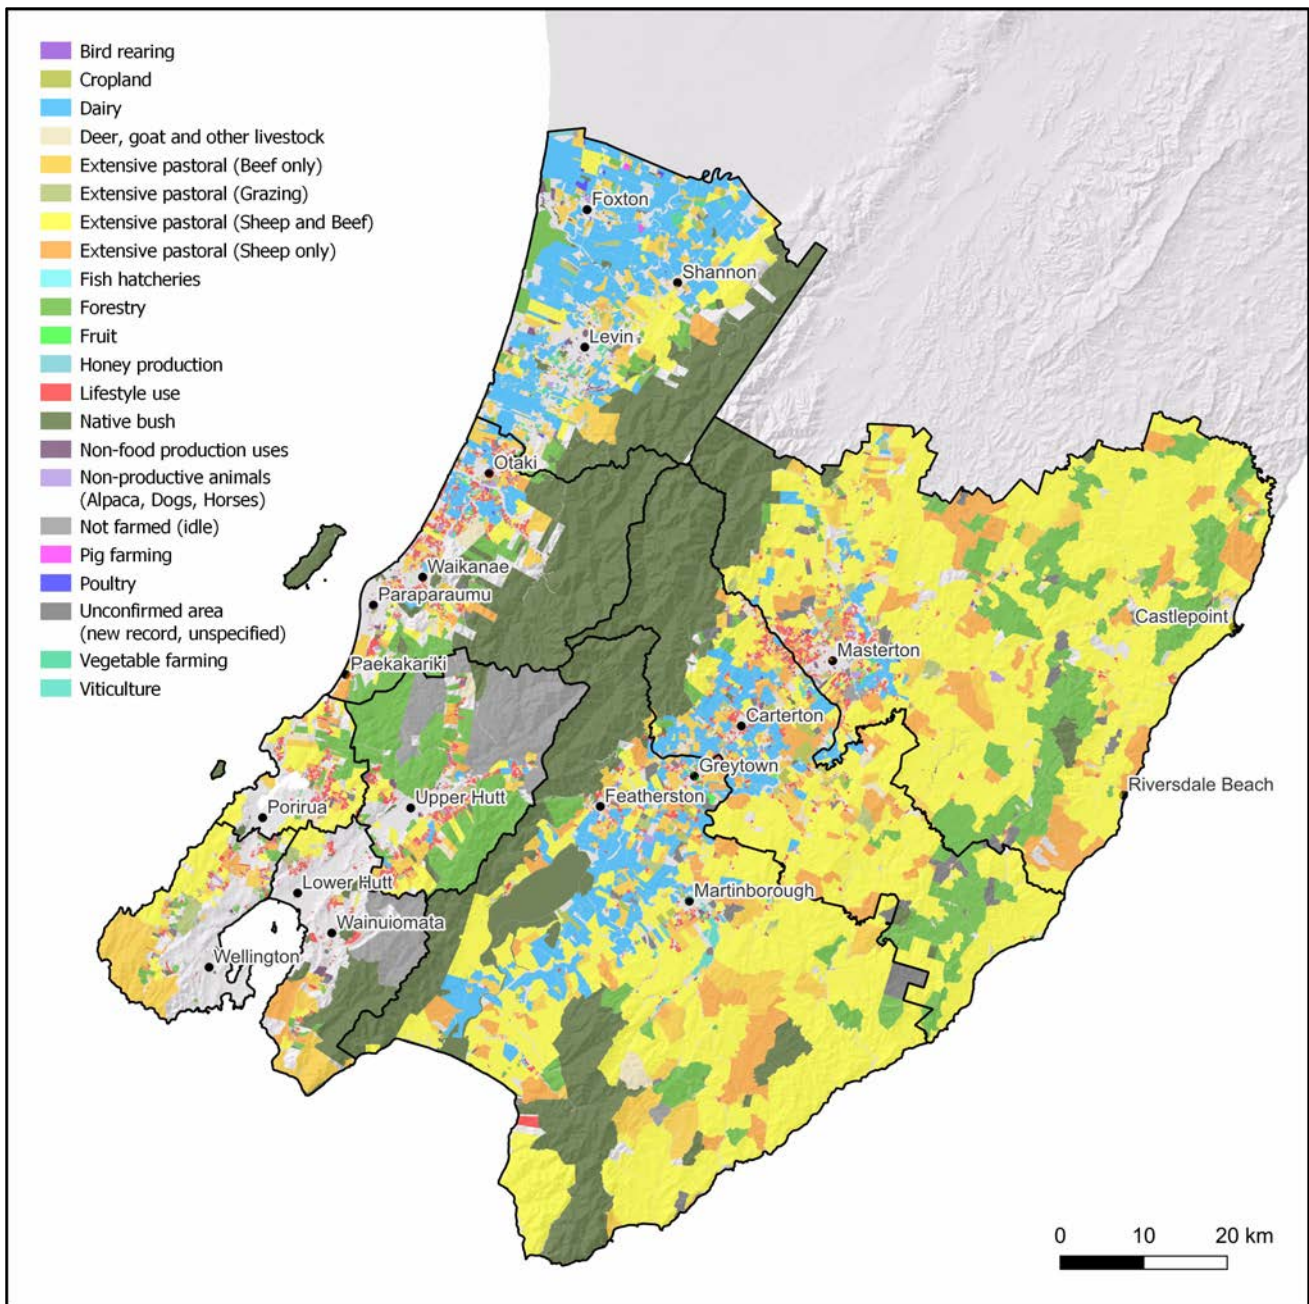 Bird rearing
Cropland
Dairy
Deer, goat and other livestock
Extensive pastoral (Beef only)
Extensive pastoral (Grazing)
Extensive pastoral (Sheep and Beef)
Extensive pastoral (Sheep only)
Fish hatcheries
Forestry
Fruit
Honey production
Lifestyle use
Native bush
Non-food production uses
Non-productive animals
(Alpaca, Dogs, Horses)
Not farmed (idle)
Pig farming
Poultry
Unconfirmed area
(new record, unspecified)
Vegetable farming
Viticulture
Foxton
Shannon
Levin
Otaki
Waikanae
Paraparaumu
Castlepoint
Masterton
Paekakariki
Carterton
Greytown
Riversdale Beach
Featherston
Upper Hutt
Porirua
Lower Hutt
Martinborough
Wainuiomata
Wellington
0 10 20 km